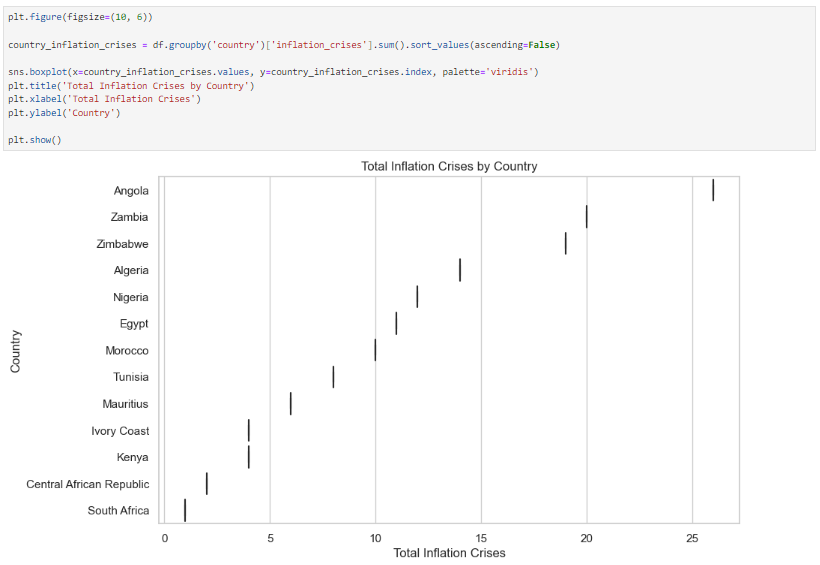 plt.figure(figsize=(10, 6))
country_inflation_crises = df.groupby('country')['inflation_crises'].sum().sort_values(ascending=False)
sns.boxplot(x=country_inflation_crises.values, y=country_inflation_crises.index, palette='viridis')
plt.title('Total Inflation Crises by Country')
plt.xlabel('Total Inflation Crises')
plt.ylabel('Country')
plt.show()
Total Inflation Crises by Country
Country
Angola
Zambia
Zimbabwe
Algeria
Nigeria
Egypt
Morocco
Tunisia
Mauritius
Ivory Coast
Kenya
Central African Republic
South Africa
0 5 10 15 20 25
Total Inflation Crises